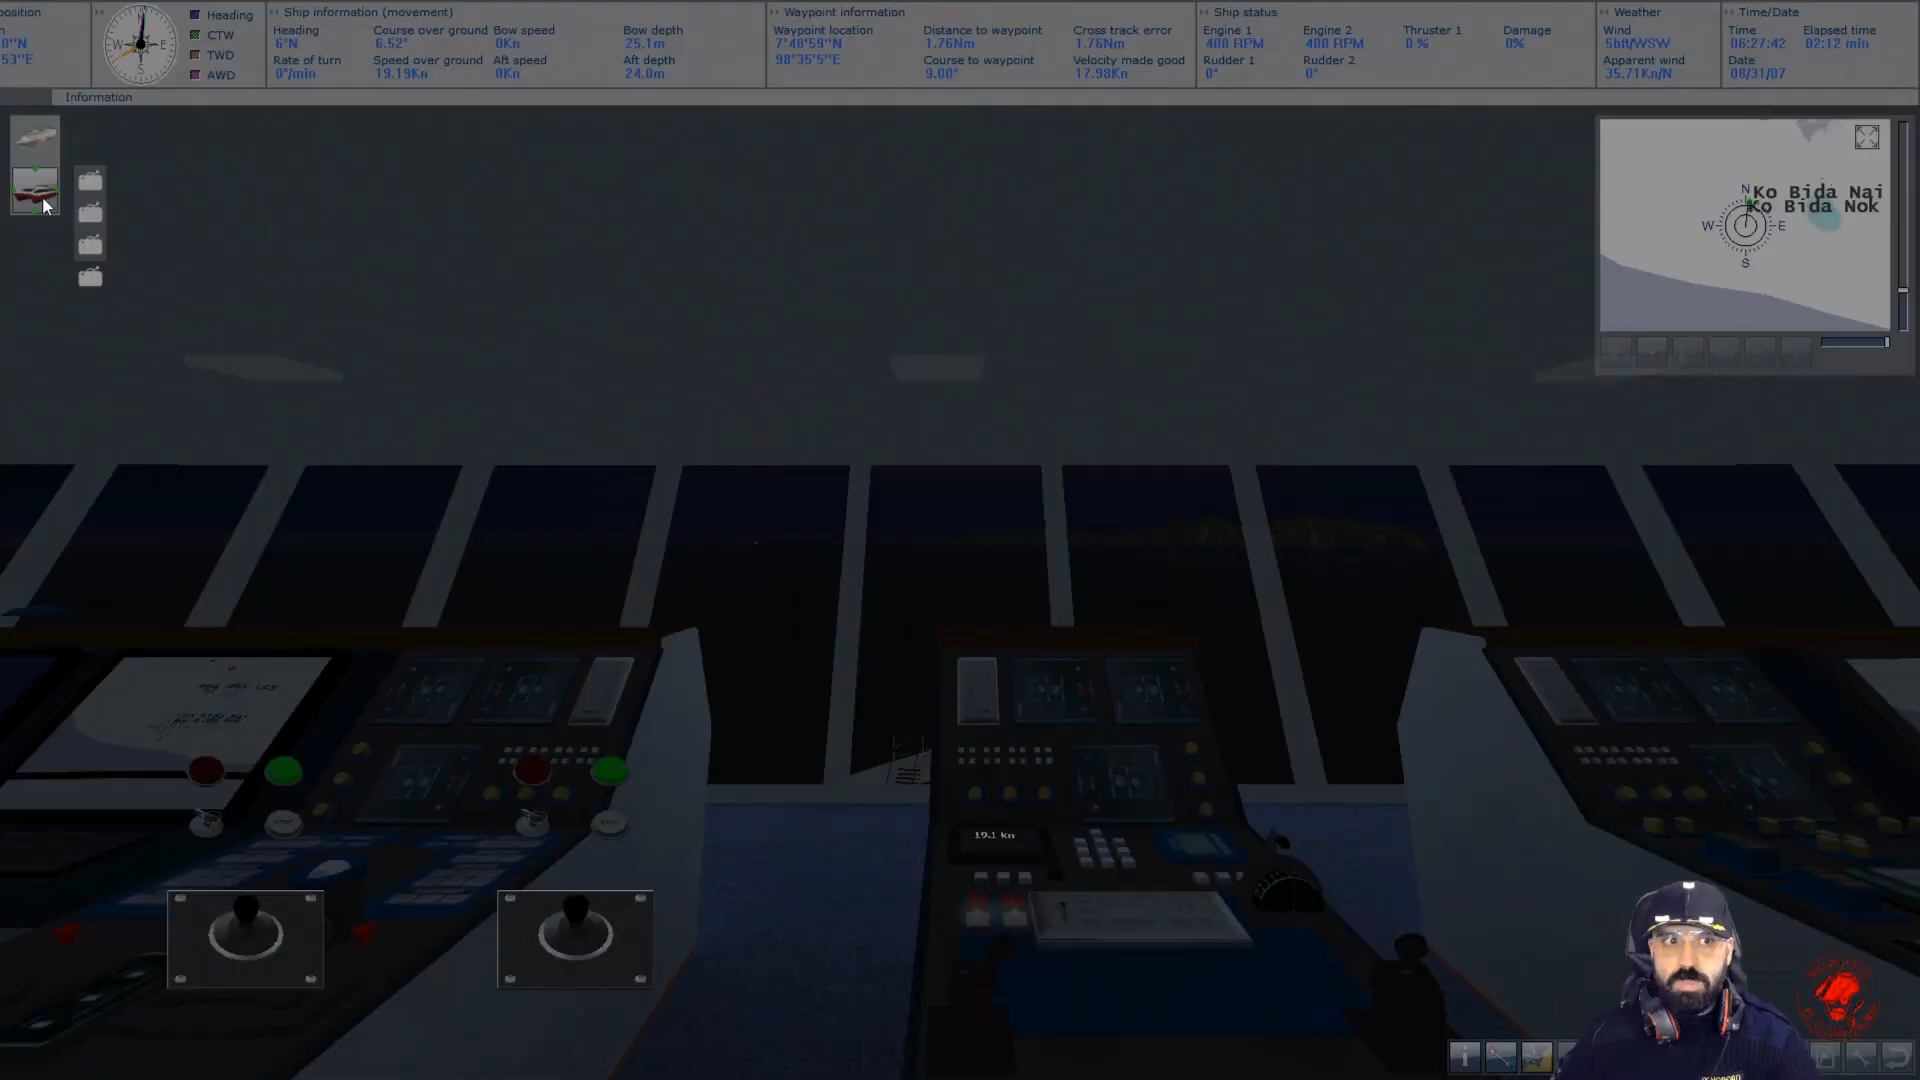 osition
Heading
CTW
TWD
AWD
Ship information (movement)
Heading Course over ground Bow speed Bow depth
6°N 6.52° 0Kn 25.1m
Rate of turn Speed over ground Aft speed Aft depth
0°/min 19.19Kn 0Kn 24.0m
Waypoint information
Waypoint location Distance to waypoint Cross track error
7°48'59''N 1.76Nm 1.76Nm
98°35'5''E Course to waypoint Velocity made good
9.00° 17.98Kn
Ship status
Engine 1 Engine 2 Thruster 1 Damage
400 RPM 400 RPM 0 % 0%
Rudder 1 Rudder 2
0° 0°
Weather
Wind
5bft/WSW
Apparent wind
35.71Kn/N
Time/Date
Time Elapsed time
06:27:42 02:12 min
Date
08/31/07
0''N
53''E
N
W E
S
Information
N
Ko Bida Nai
Ko Bida Nok
W E
S
19.1 kn
STOP
STOP